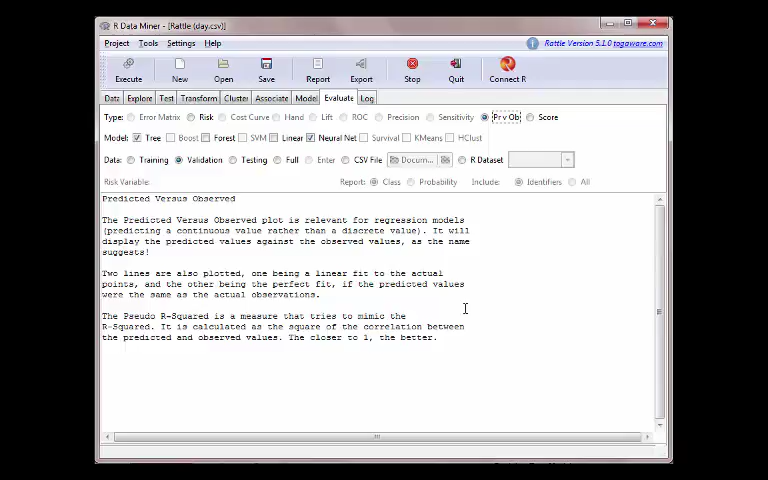 R Data Miner - [Rattle (day.csv)]
Project Tools Settings Help
Rattle Version 5.1.0 togaware.com
Execute New Open Save Report Export Stop Quit Connect R
Data Explore Test Transform Cluster Associate Model Evaluate Log
Type: Error Matrix Risk Cost Curve Hand Lift ROC Precision Sensitivity Pr v Ob Score
Model: Tree Boost Forest SVM Linear Neural Net Survival KMeans HClust
Data: Training Validation Testing Full Enter CSV File Docum... R Dataset
Risk Variable: Report: Class Probability Include: Identifiers All
Predicted Versus Observed
The Predicted Versus Observed plot is relevant for regression models
(predicting a continuous value rather than a discrete value). It will
display the predicted values against the observed values, as the name
suggests!
Two lines are also plotted, one being a linear fit to the actual
points, and the other being the perfect fit, if the predicted values
were the same as the actual observations.
The Pseudo R-Squared is a measure that tries to mimic the
R-Squared. It is calculated as the square of the correlation between
the predicted and observed values. The closer to 1, the better.